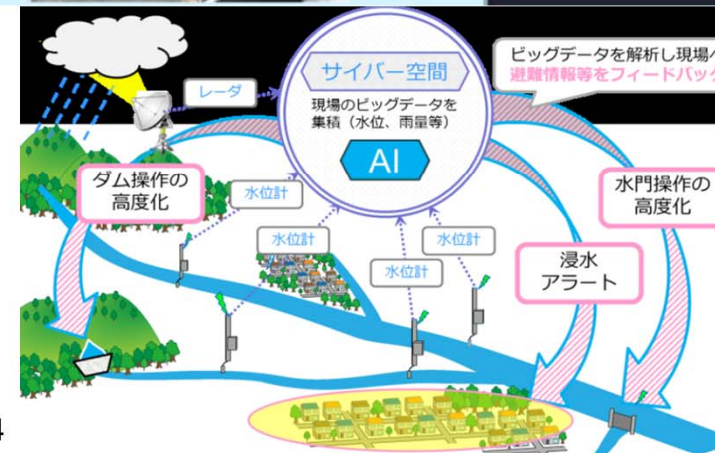 サイバー空間
現場のビッグデータを
集積（水位、雨量等）
AI
ビッグデータを解析し現場へ
避難情報等をフィードバック
レーダ
ダム操作の
高度化
水位計
水位計
水位計
水位計
浸水
アラート
水門操作の
高度化
4